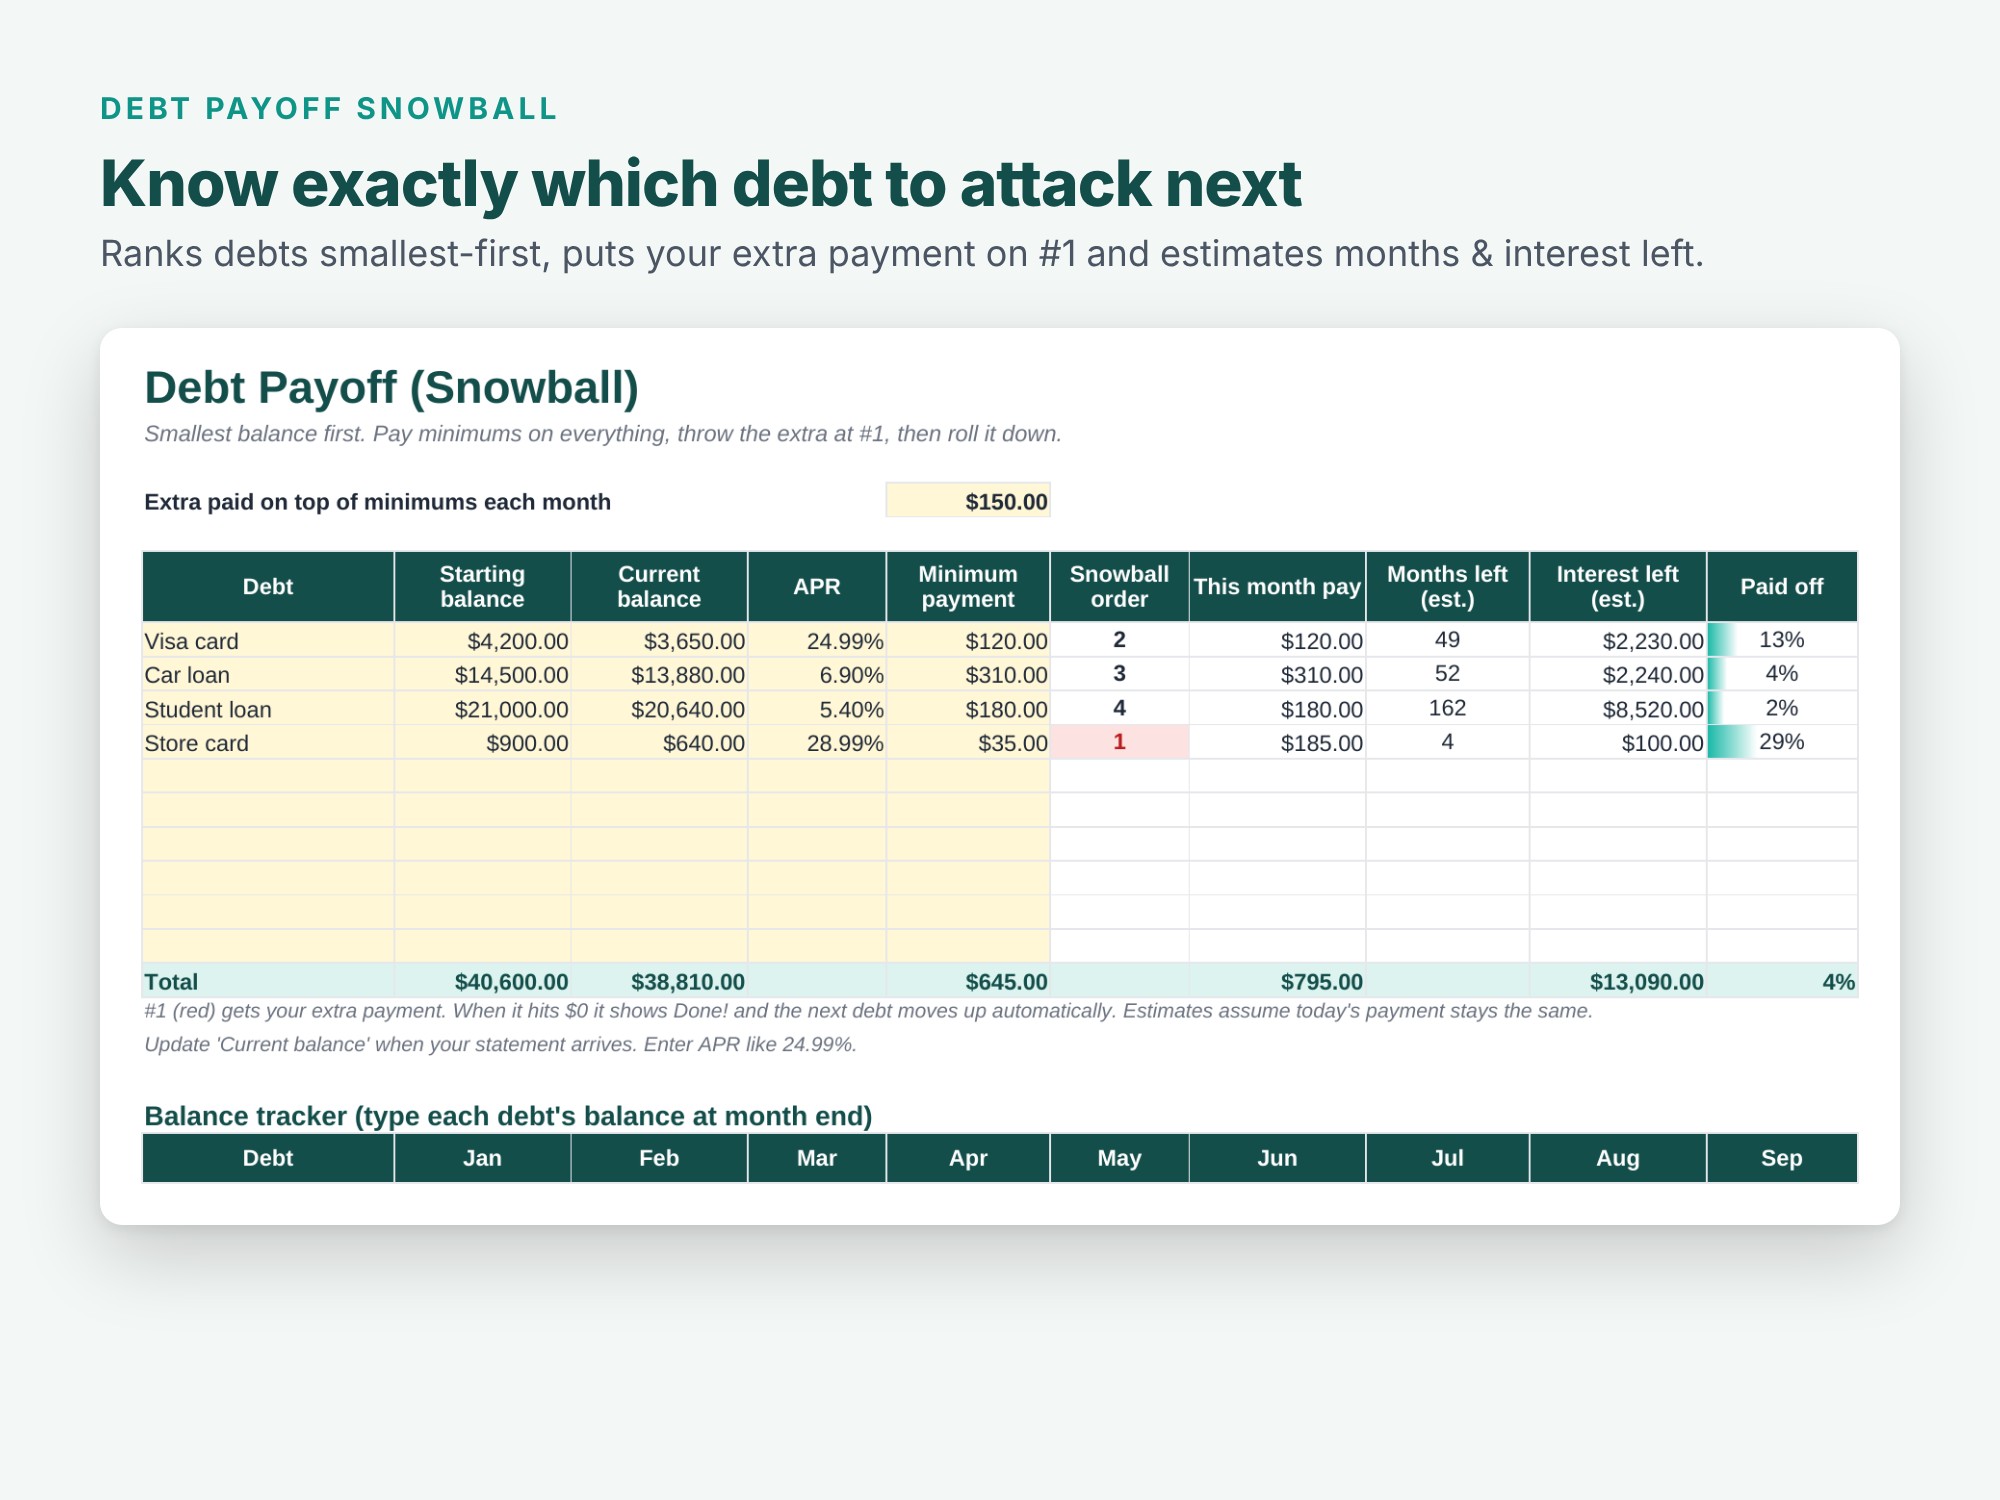 DEBT PAYOFF SNOWBALL
Know exactly which debt to attack next
Ranks debts smallest-first, puts your extra payment on #1 and estimates months & interest left.
Debt Payoff (Snowball)
Smallest balance first. Pay minimums on everything, throw the extra at #1, then roll it down.
Extra paid on top of minimums each month $150.00
Debt Starting balance Current balance APR Minimum payment Snowball order This month pay Months left (est.) Interest left (est.) Paid off
Visa card $4,200.00 $3,650.00 24.99% $120.00 2 $120.00 49 $2,230.00 13%
Car loan $14,500.00 $13,880.00 6.90% $310.00 3 $310.00 52 $2,240.00 4%
Student loan $21,000.00 $20,640.00 5.40% $180.00 4 $180.00 162 $8,520.00 2%
Store card $900.00 $640.00 28.99% $35.00 1 $185.00 4 $100.00 29%
Total $40,600.00 $38,810.00 $645.00 $795.00 $13,090.00 4%
#1 (red) gets your extra payment. When it hits $0 it shows Done! and the next debt moves up automatically. Estimates assume today's payment stays the same.
Update 'Current balance' when your statement arrives. Enter APR like 24.99%.
Balance tracker (type each debt's balance at month end)
Debt Jan Feb Mar Apr May Jun Jul Aug Sep